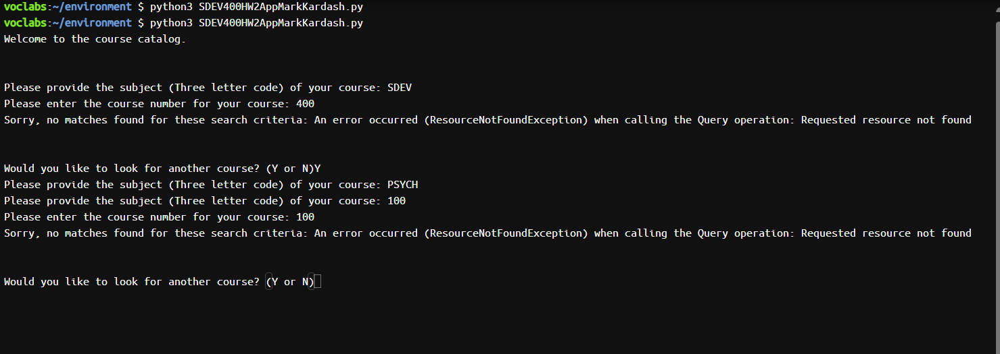 voclabs:~/environment $ python3 SDEV400HW2AppMarkKardash.py
voclabs:~/environment $ python3 SDEV400HW2AppMarkKardash.py
Welcome to the course catalog.
Please provide the subject (Three letter code) of your course: SDEV
Please enter the course number for your course: 400
Sorry, no matches found for these search criteria: An error occurred (ResourceNotFoundException) when calling the Query operation: Requested resource not found
Would you like to look for another course? (Y or N)Y
Please provide the subject (Three letter code) of your course: PSYCH
Please provide the subject (Three letter code) of your course: 100
Please enter the course number for your course: 100
Sorry, no matches found for these search criteria: An error occurred (ResourceNotFoundException) when calling the Query operation: Requested resource not found
Would you like to look for another course? (Y or N)